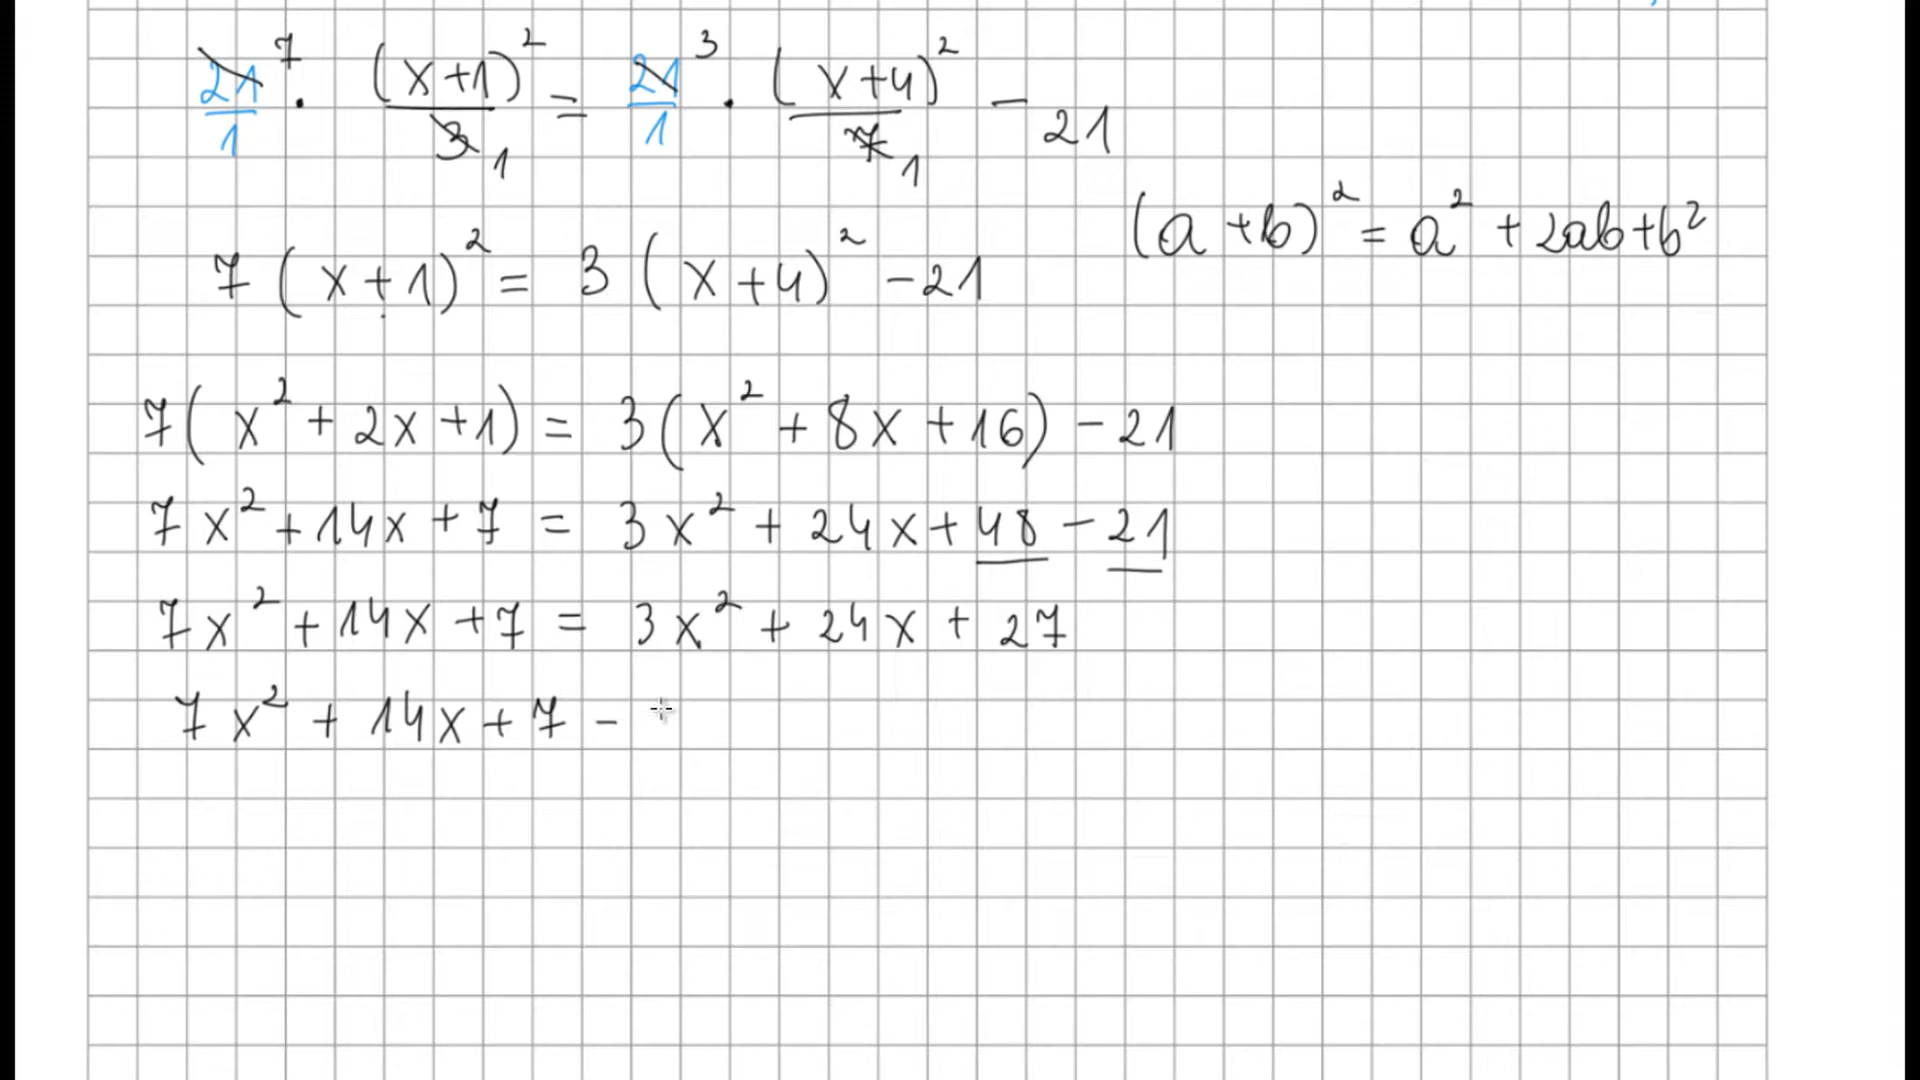 21/1 7 · (x+1)²/3 1 = 21/1 3 · (x+4)²/7 1 - 21
(a+b)² = a² + 2ab + b²
7(x+1)² = 3(x+4)² - 21
7(x² + 2x + 1) = 3(x² + 8x + 16) - 21
7x² + 14x + 7 = 3x² + 24x + 48 - 21
7x² + 14x + 7 = 3x² + 24x + 27
7x² + 14x + 7 -